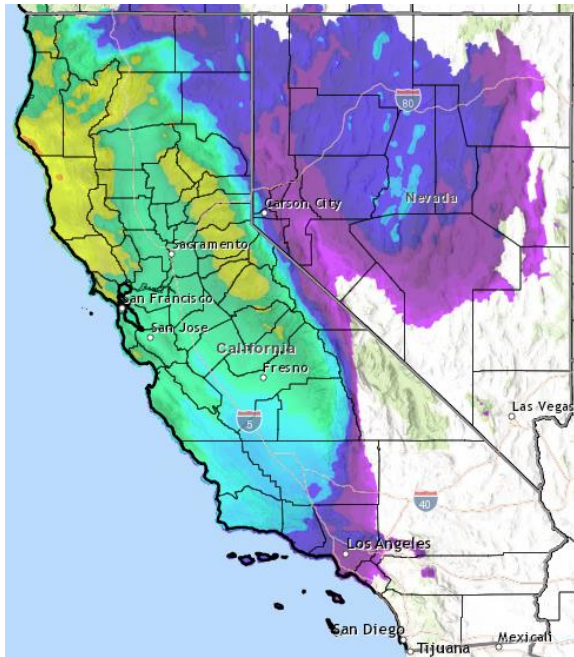 80
Carson City
Nevada
Sacramento
San Francisco
San Jose
California
Fresno
Las Vegas
5
40
Los Angeles
San Diego
Tijuana
Mexicali